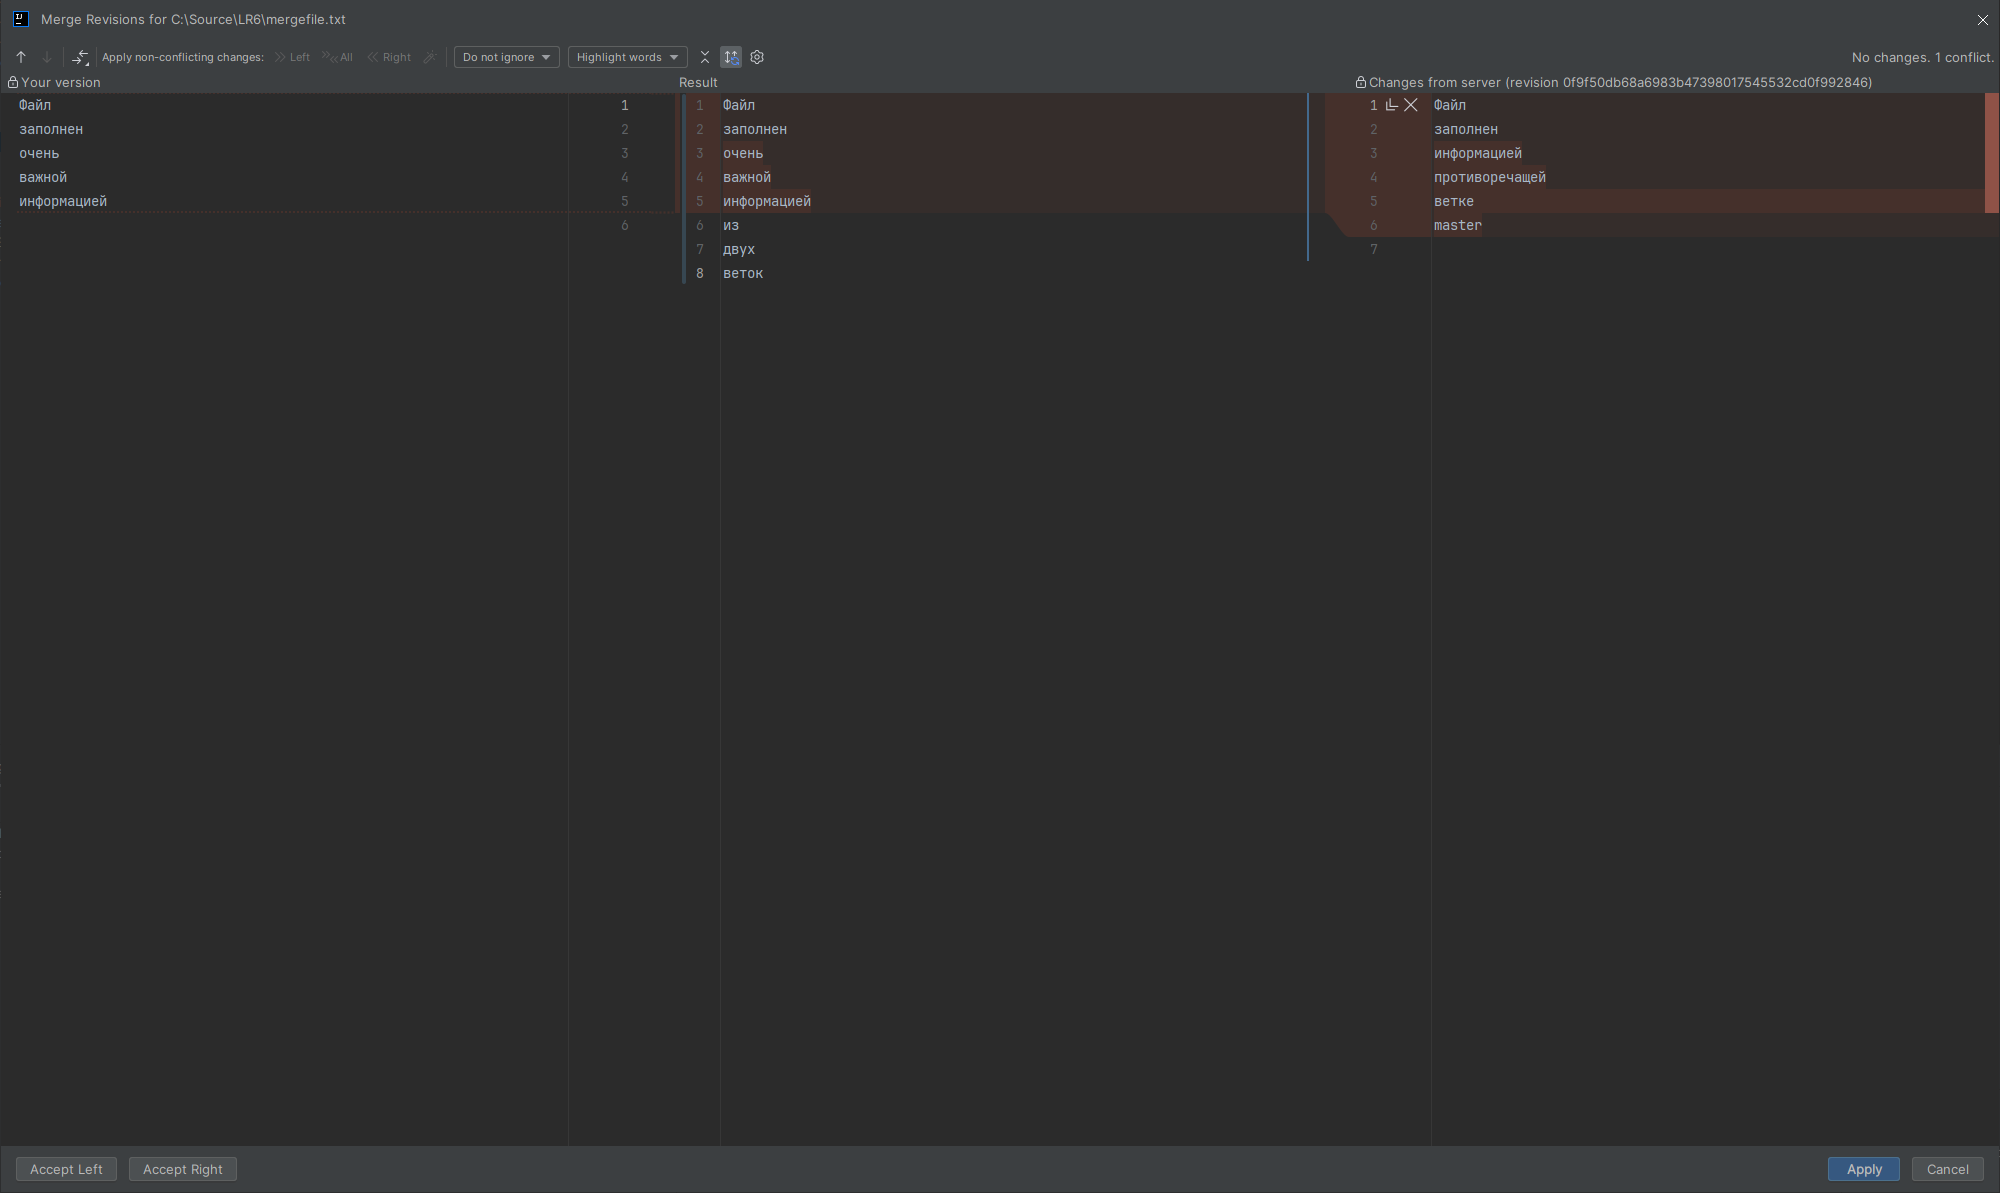 Merge Revisions for C:\Source\LR6\mergefile.txt
Apply non-conflicting changes: Left All Right Do not ignore Highlight words No changes. 1 conflict.
Your version
Файл
заполнен
очень
важной
информацией
1
2
3
4
5
6
Result
1 Файл
2 заполнен
3 очень
4 важной
5 информацией
6 из
7 двух
8 веток
Changes from server (revision 0f9f50db68a6983b47398017545532cd0f992846)
1 Файл
2 заполнен
3 информацией
4 противоречащей
5 ветке
6 master
7
Accept Left Accept Right Apply Cancel